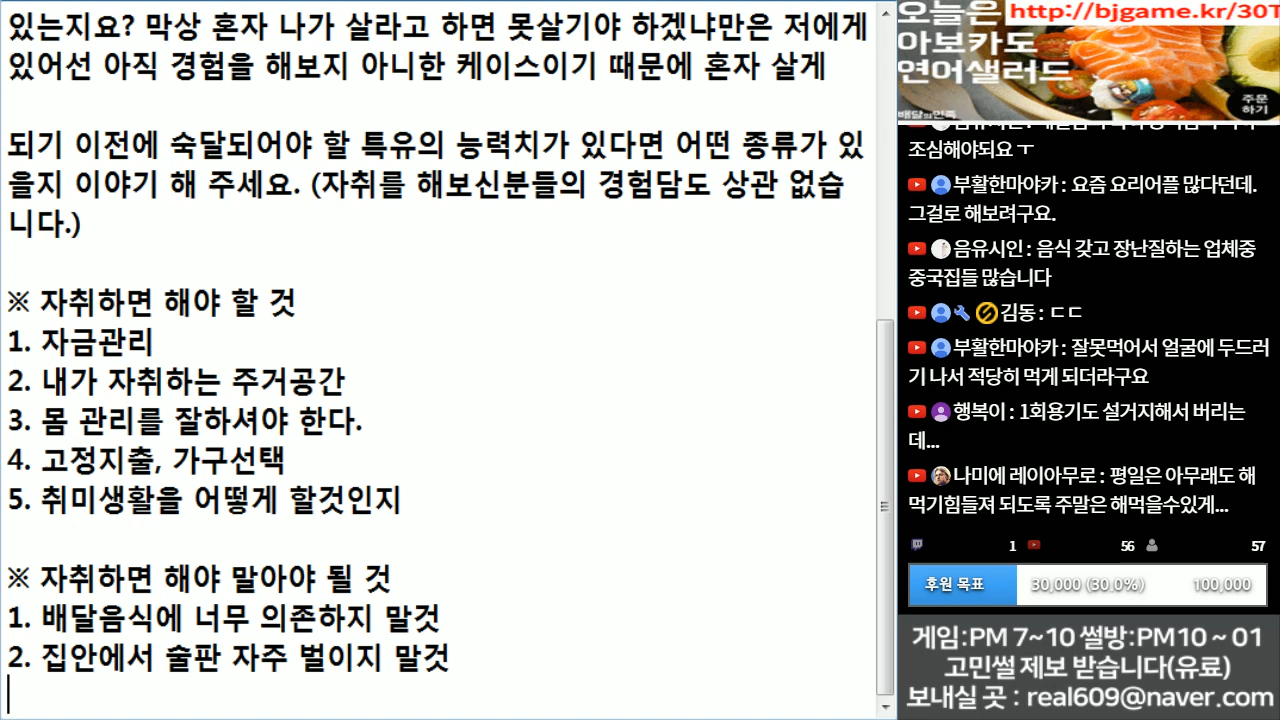 있는지요? 막상 혼자 나가 살라고 하면 못살기야 하겠냐만은 저에게
있어선 아직 경험을 해보지 아니한 케이스이기 때문에 혼자 살게
되기 이전에 숙달되어야 할 특유의 능력치가 있다면 어떤 종류가 있
을지 이야기 해 주세요. (자취를 해보신분들의 경험담도 상관 없습
니다.)
※ 자취하면 해야 할 것
1. 자금관리
2. 내가 자취하는 주거공간
3. 몸 관리를 잘하셔야 한다.
4. 고정지출, 가구선택
5. 취미생활을 어떻게 할것인지
※ 자취하면 해야 말아야 될 것
1. 배달음식에 너무 의존하지 말것
2. 집안에서 술판 자주 벌이지 말것
오늘은
http://bjgame.kr/30T
아보카도
연어샐러드
배달의민족
주문
하기
조심해야되요 ㅜ
부활한마야카 : 요즘 요리어플 많다던데.
그걸로 해보려구요.
음유시인 : 음식 갖고 장난질하는 업체중
중국집들 많습니다
김동 : ㄷㄷ
부활한마야카 : 잘못먹어서 얼굴에 두드러
기 나서 적당히 먹게 되더라구요
행복이 : 1회용기도 설거지해서 버리는
데...
나미에 레이아무로 : 평일은 아무래도 해
먹기힘들져 되도록 주말은 해먹을수있게...
1 56 57
후원 목표 30,000 (30.0%) 100,000
게임:PM 7~10 썰방:PM10 ~ 01
고민썰 제보 받습니다(유료)
보내실 곳 : real609@naver.com